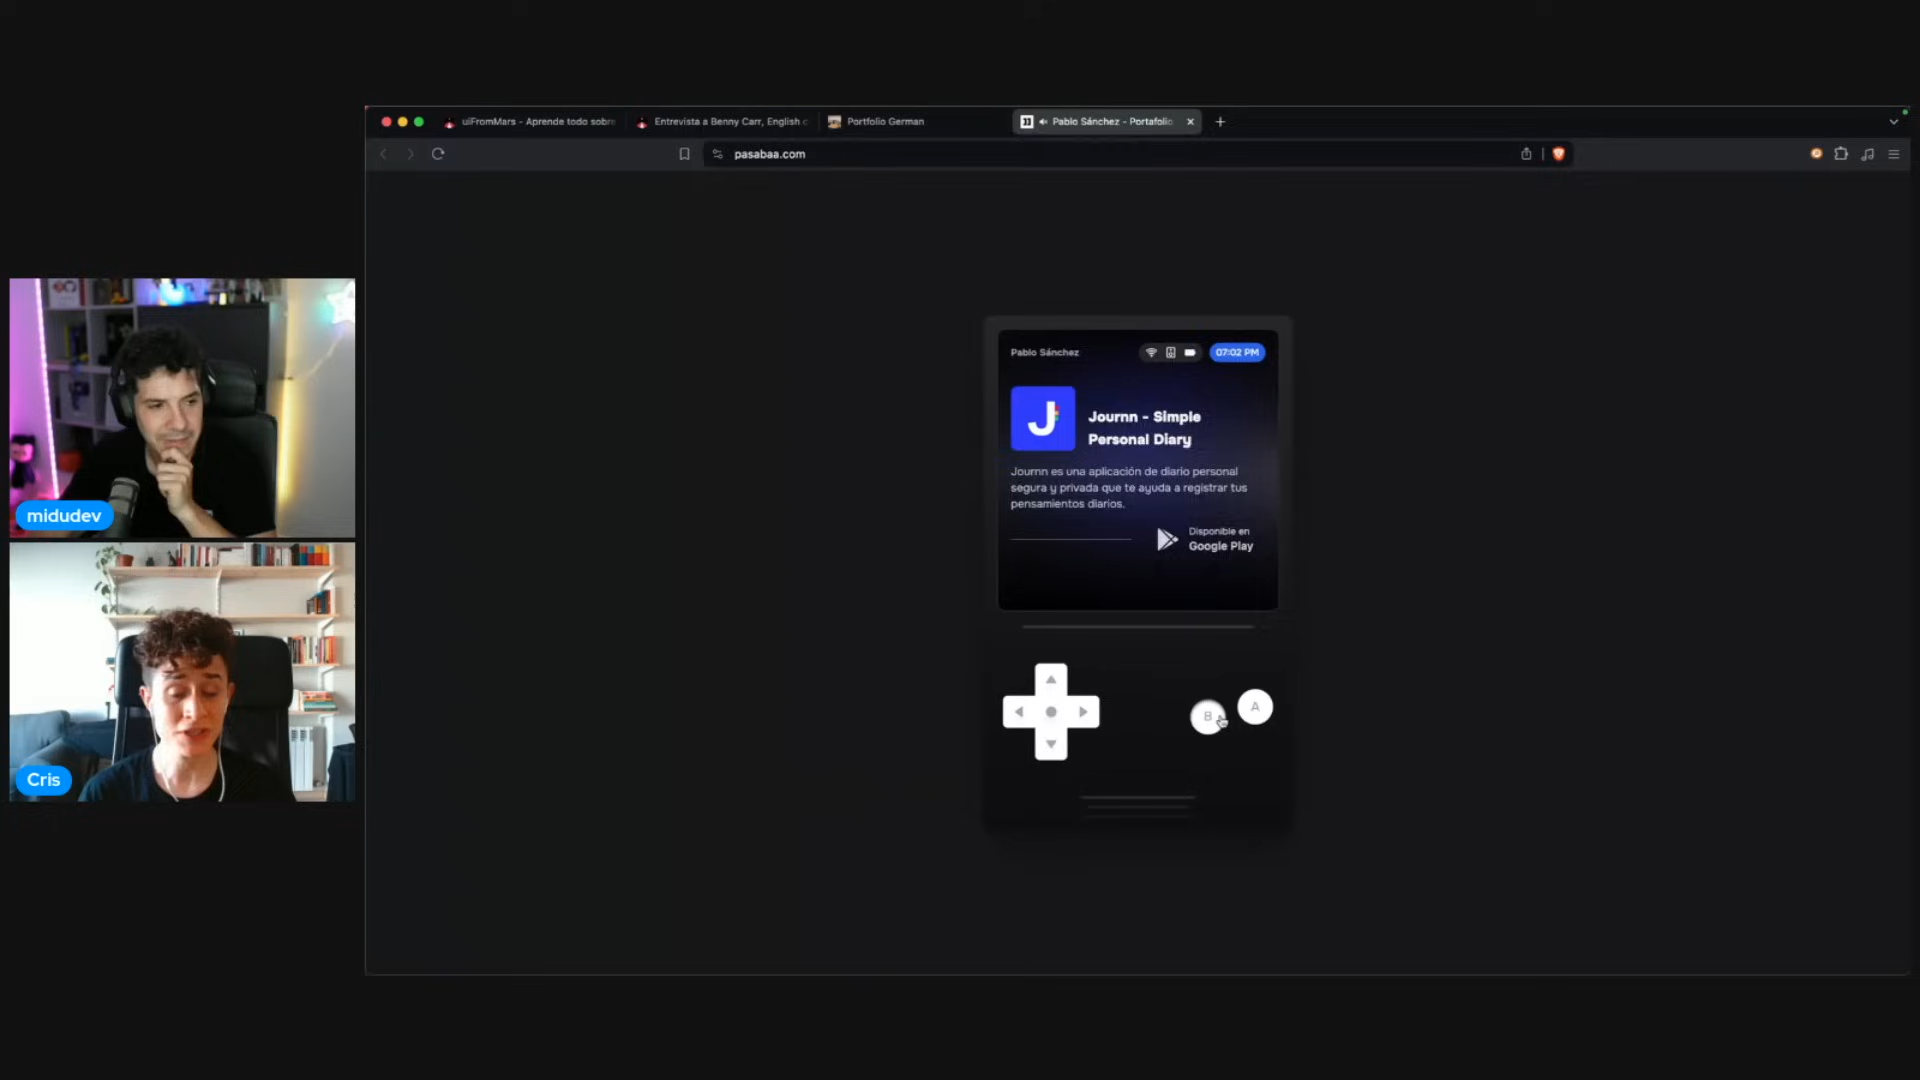 uiFromMars - Aprende todo sobre
Entrevista a Benny Carr, English c
Portfolio German
Pablo Sánchez - Portafolio
pasabaa.com
Pablo Sánchez
07:02 PM
J
Journn - Simple
Personal Diary
Journn es una aplicación de diario personal
segura y privada que te ayuda a registrar tus
pensamientos diarios.
Disponible en
Google Play
B
A
midudev
Cris